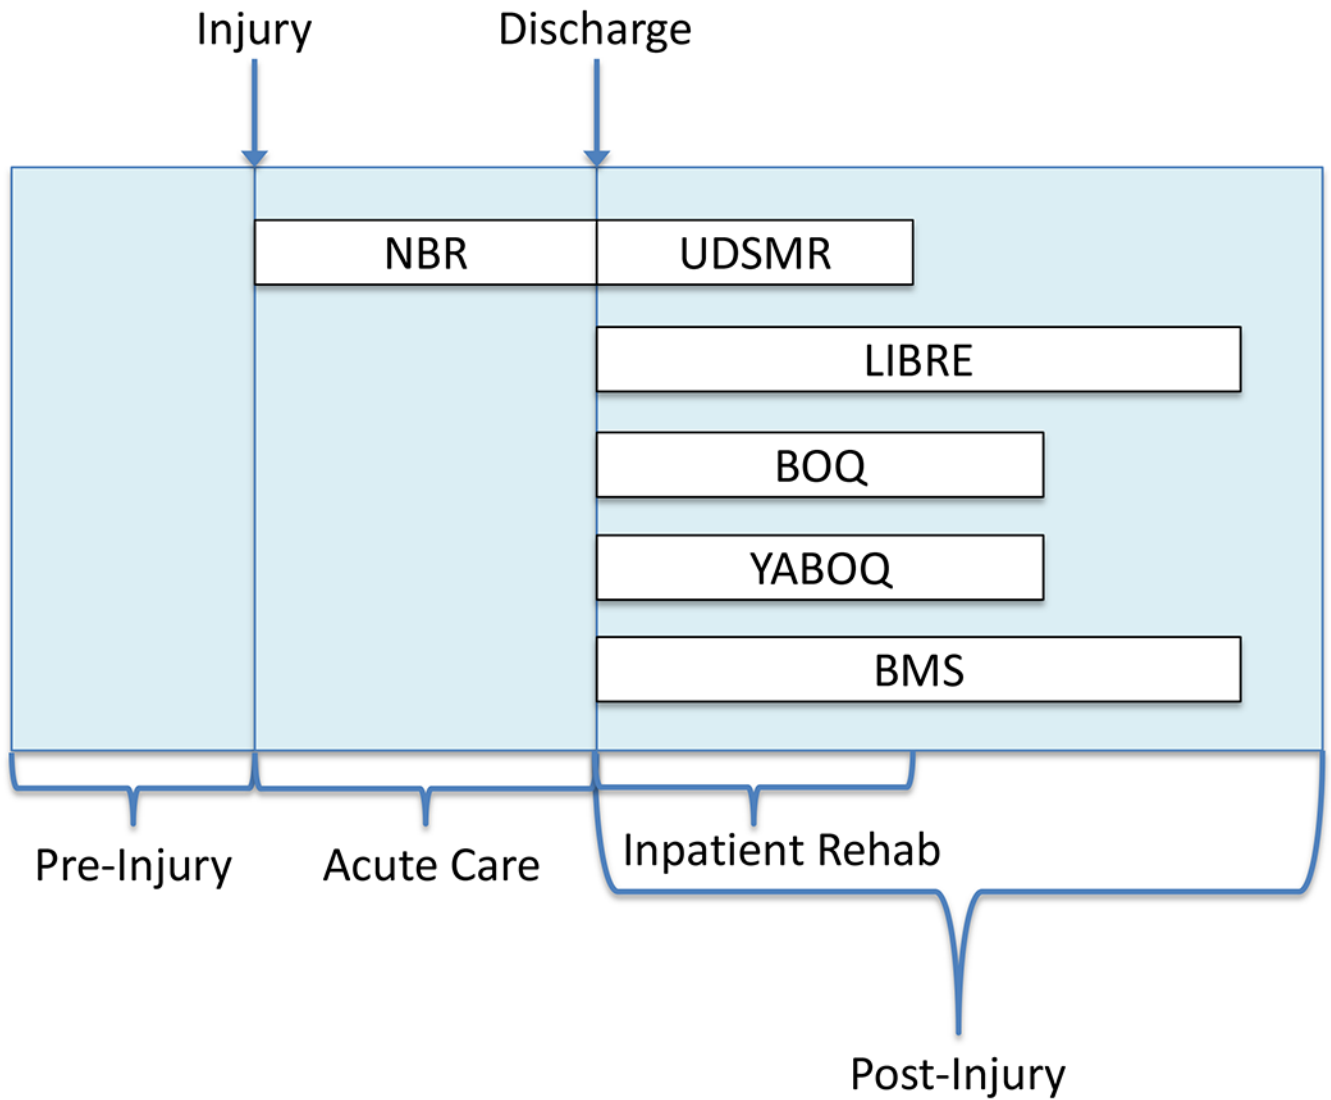 Injury
Discharge
NBR
UDSMR
LIBRE
BOQ
YABOQ
BMS
Pre-Injury
Acute Care
Inpatient Rehab
Post-Injury